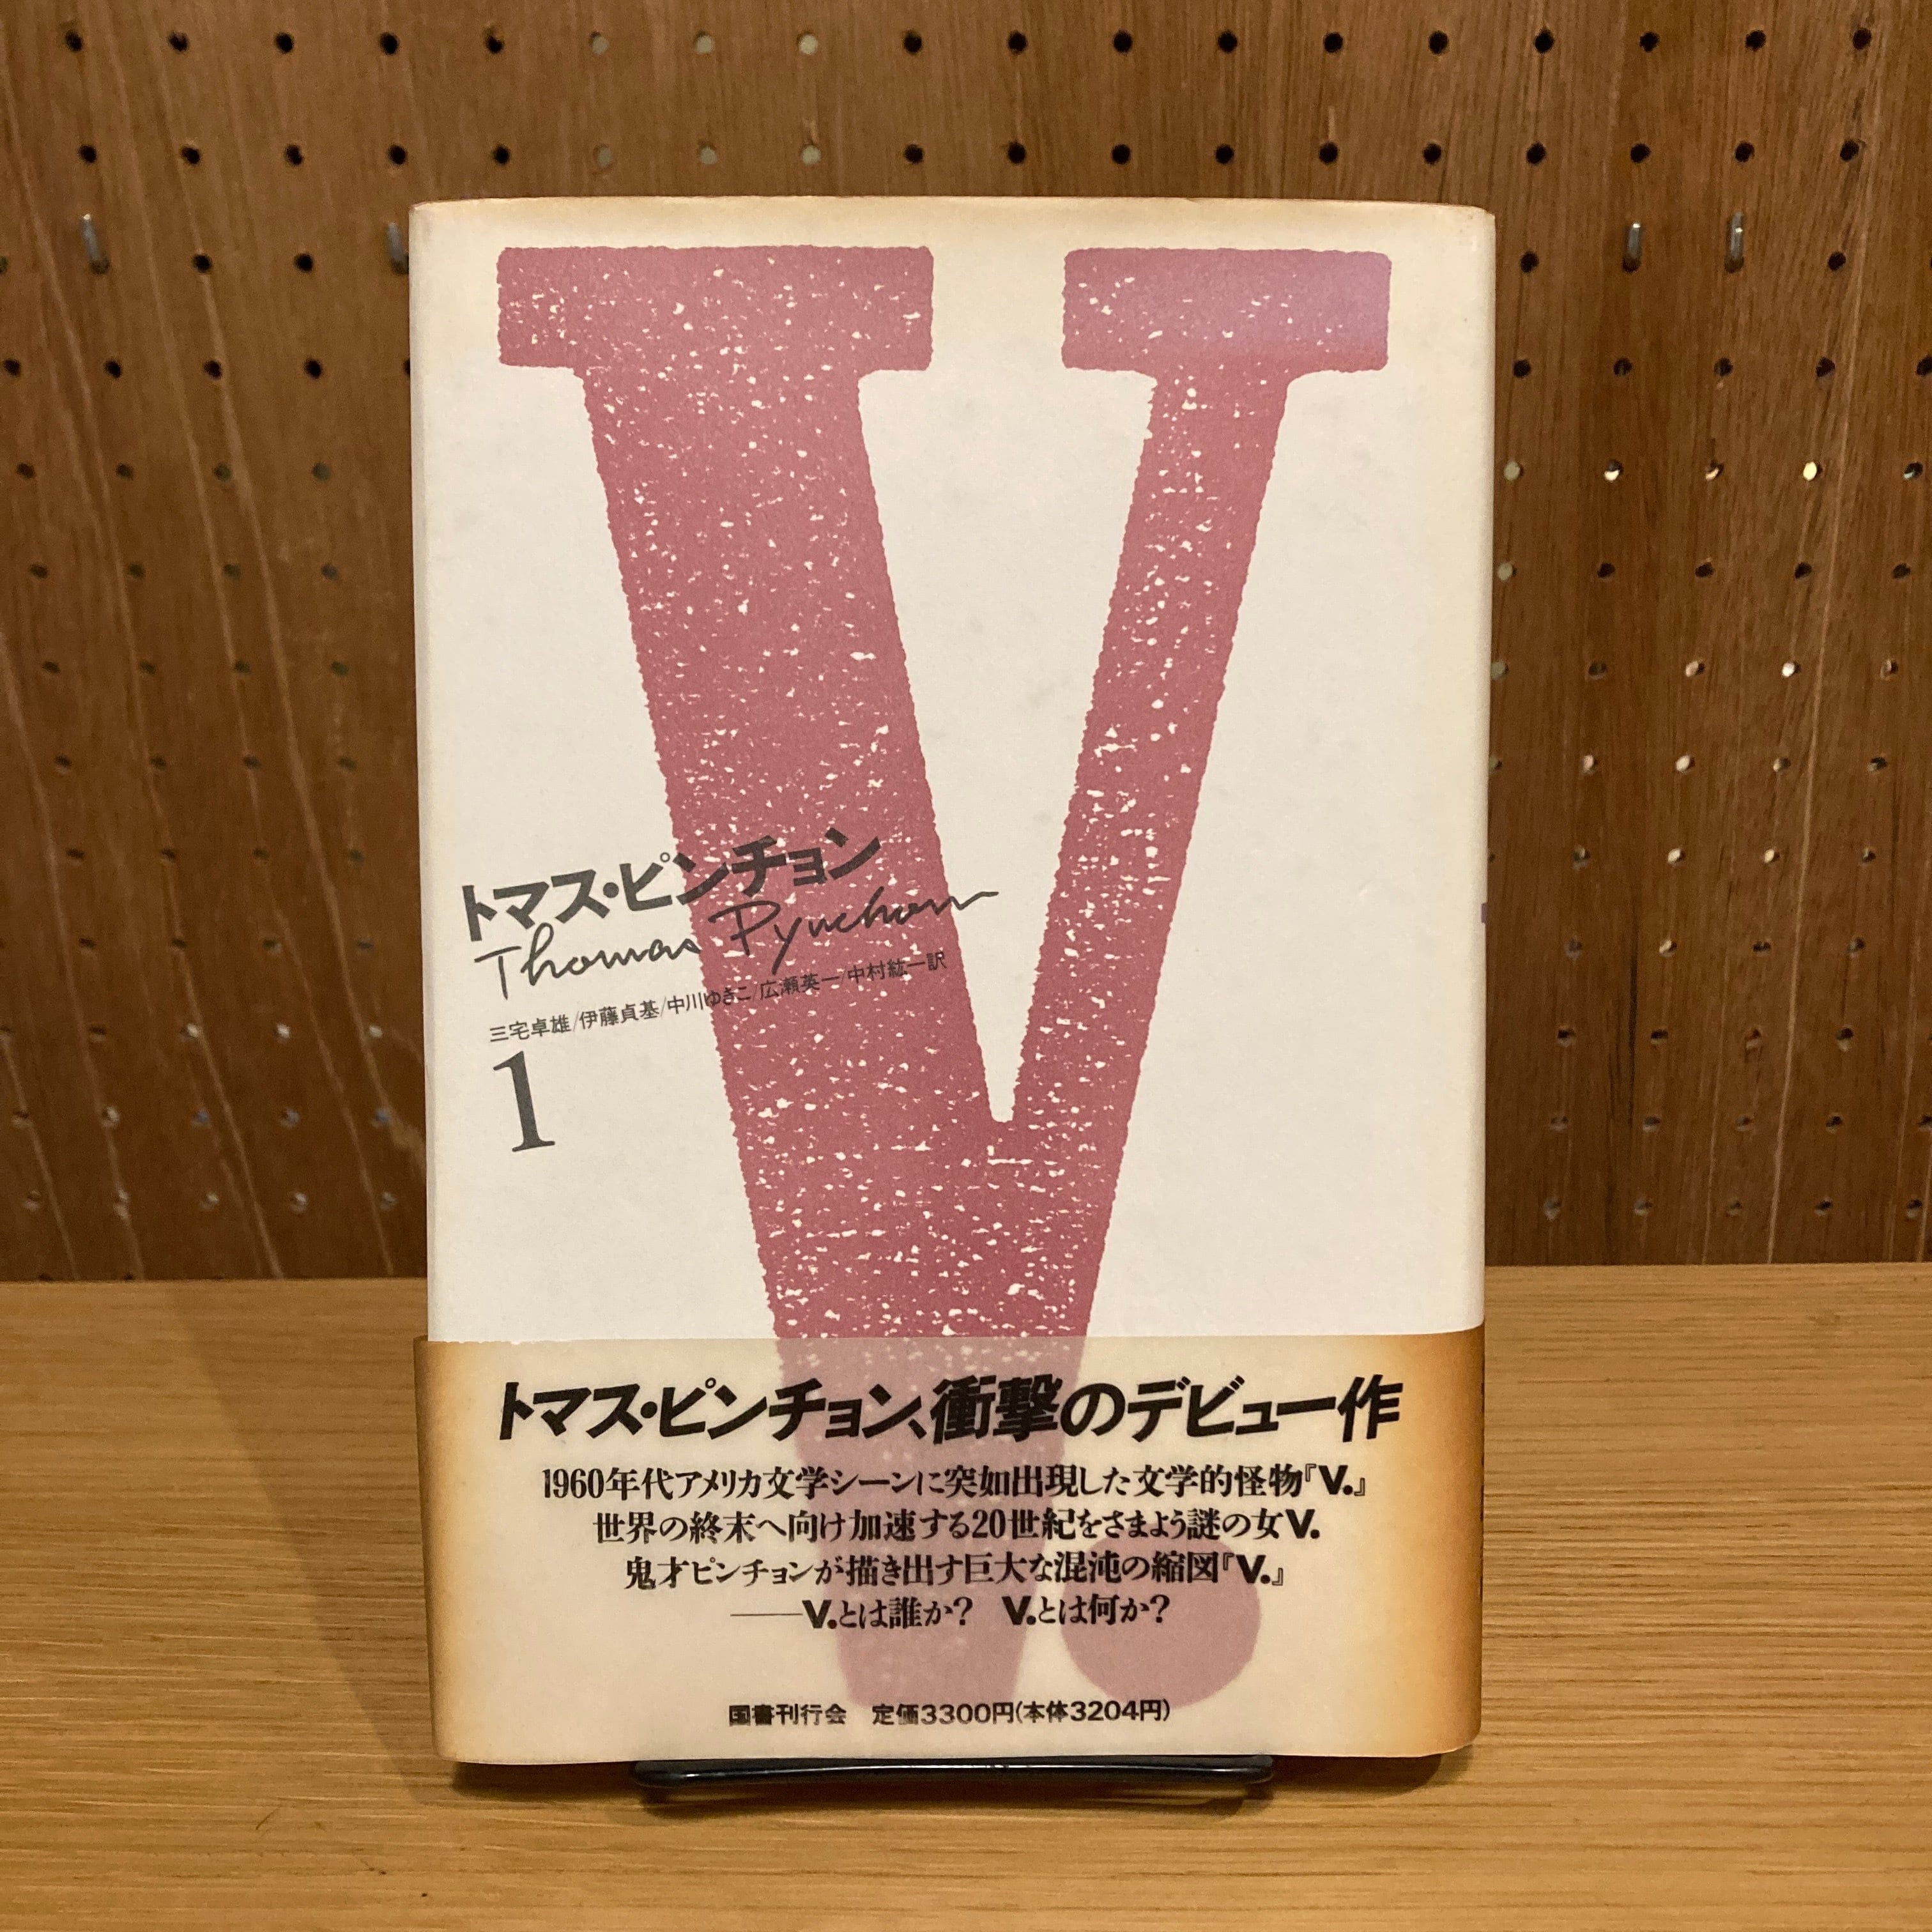 V.
トマス・ピンチョン
Thomas Pynchon
三宅卓雄/伊藤貞基/中川ゆきこ/広瀬英一/中村紘一訳
1
トマス・ピンチョン、衝撃のデビュー作
1960年代アメリカ文学シーンに突如出現した文学的怪物『V.』
世界の終末へ向け加速する20世紀をさまよう謎の女V.
鬼才ピンチョンが描き出す巨大な混沌の縮図『V.』
――V.とは誰か? V.とは何か?
国書刊行会 定価3300円(本体3204円)